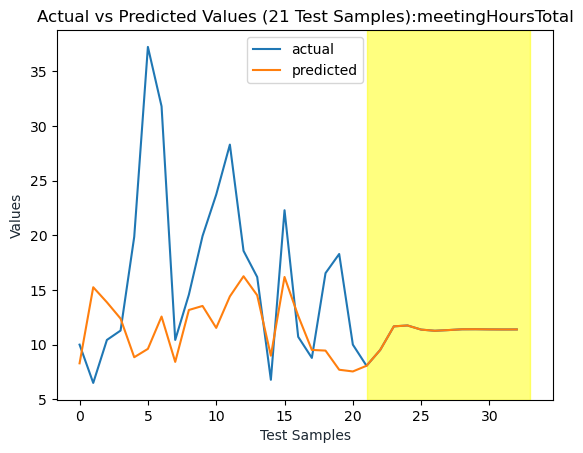 Actual vs Predicted Values (21 Test Samples):meetingHoursTotal
actual
predicted
Values
35
30
25
20
15
10
5
0 5 10 15 20 25 30
Test Samples